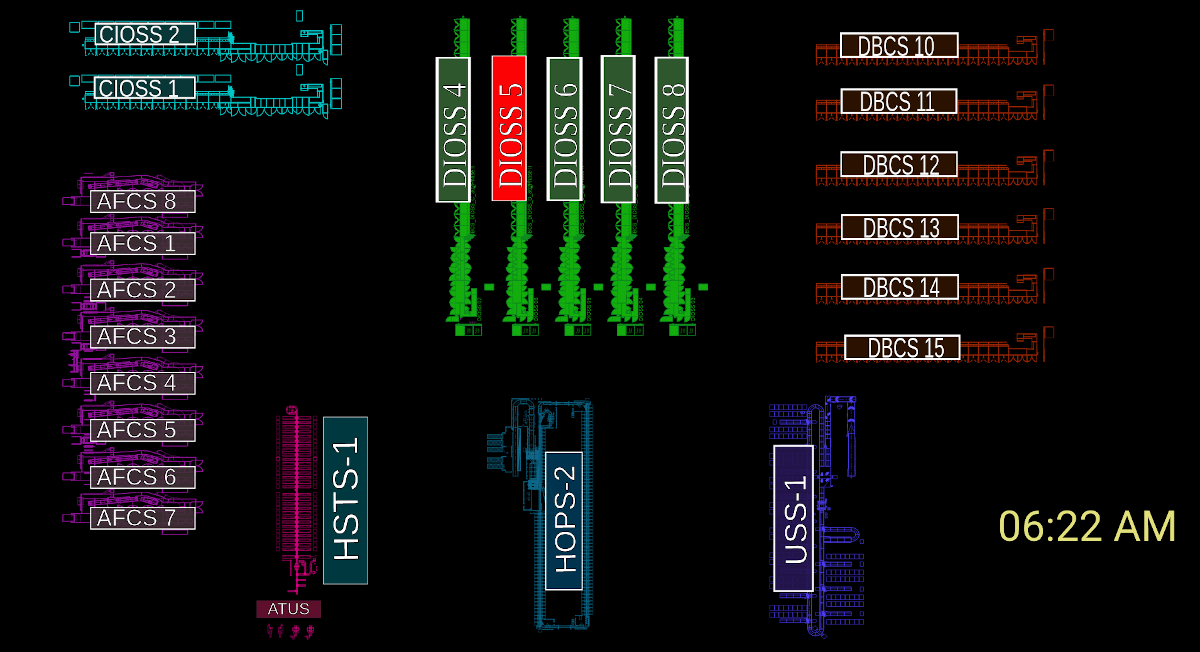 CIOSS 2
CIOSS 1
DIOSS 4
DIOSS 5
DIOSS 6
DIOSS 7
DIOSS 8
DBCS 10
DBCS 11
DBCS 12
DBCS 13
DBCS 14
DBCS 15
AFCS 8
AFCS 1
AFCS 2
AFCS 3
AFCS 4
AFCS 5
AFCS 6
AFCS 7
HSTS-1
ATUS
HOPS-2
USS-1
06:22 AM